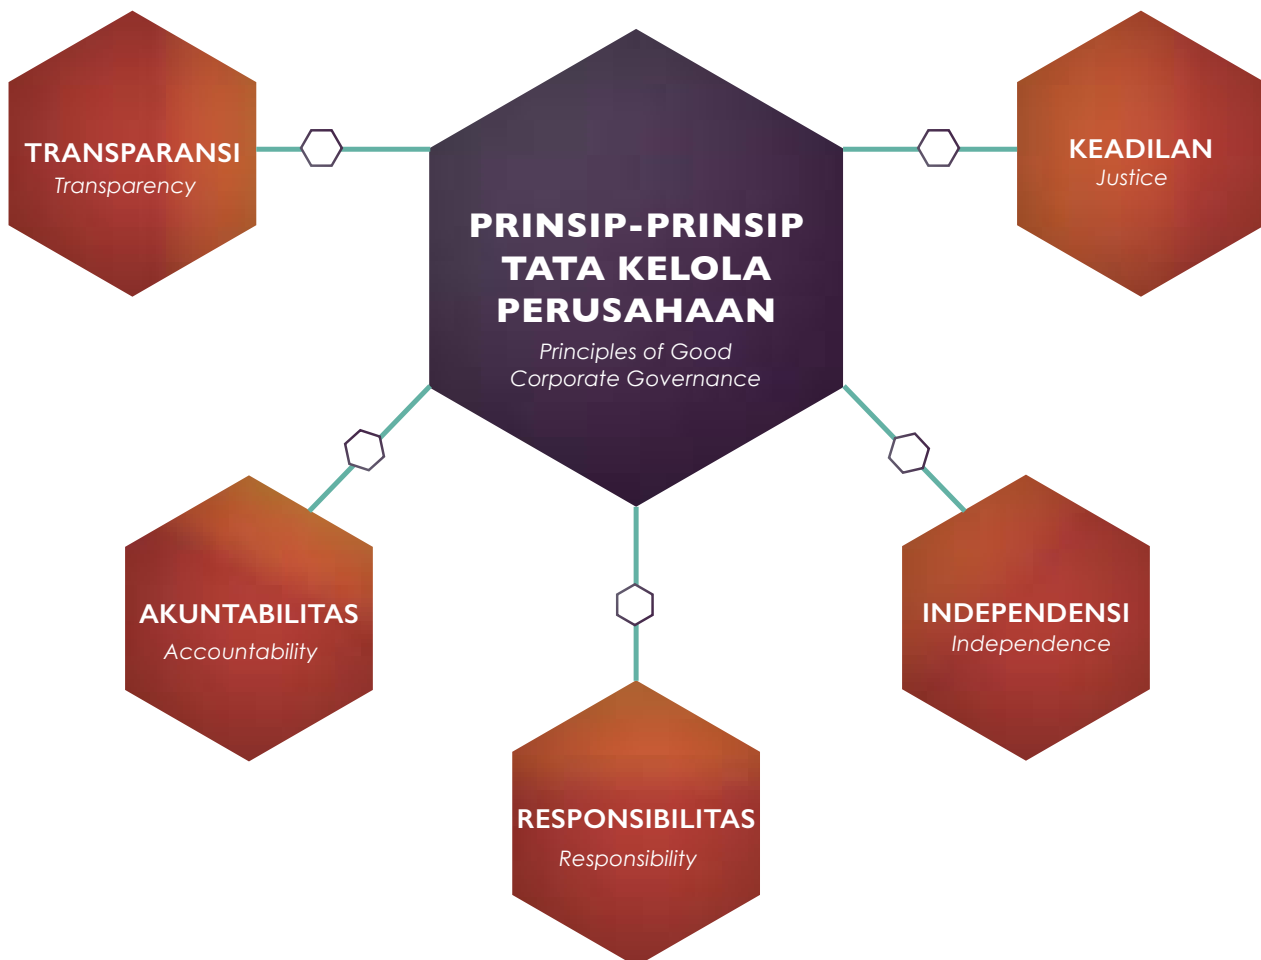 TRANSPARANSI
Transparency
PRINSIP-PRINSIP
TATA KELOLA
PERUSAHAAN
Principles of Good
Corporate Governance
KEADILAN
Justice
AKUNTABILITAS
Accountability
RESPONSIBILITAS
Responsibility
INDEPENDENSI
Independence